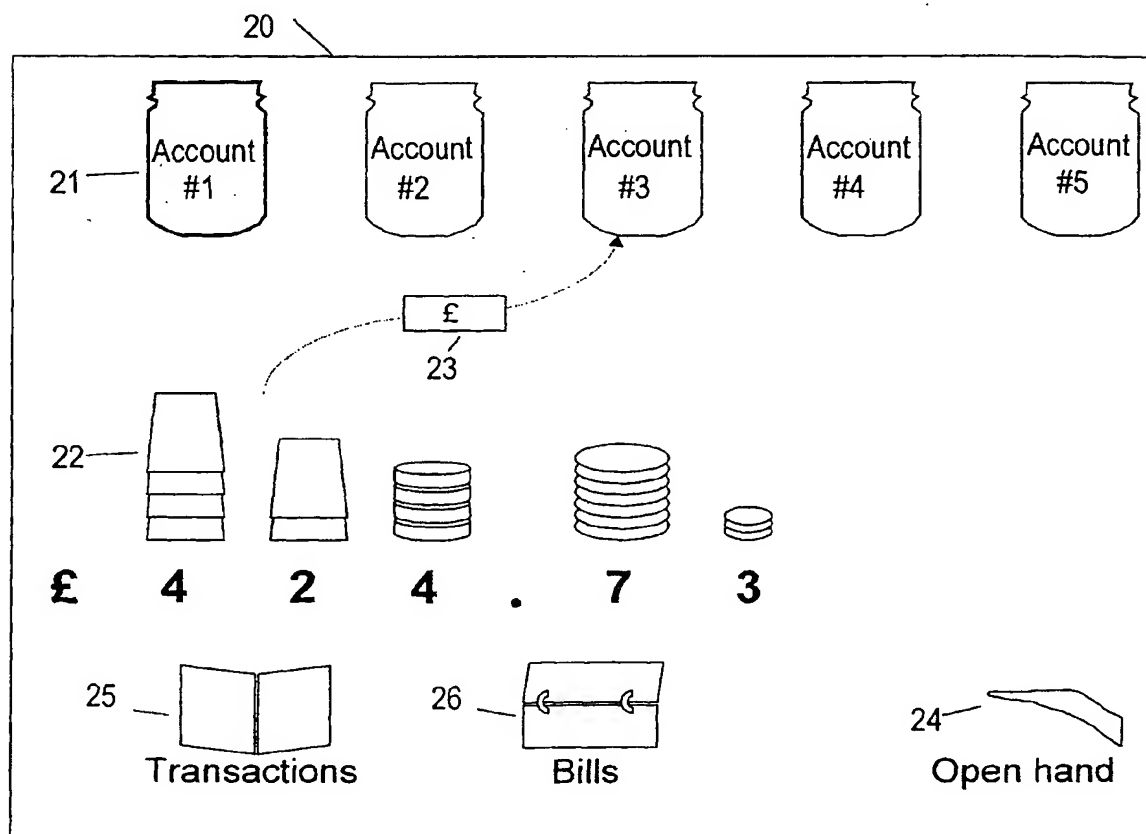 20
Account #1
Account #2
Account #3
Account #4
Account #5
21
£
23
22
£ 4 2 4 . 7 3
25
26
24
Transactions
Bills
Open hand